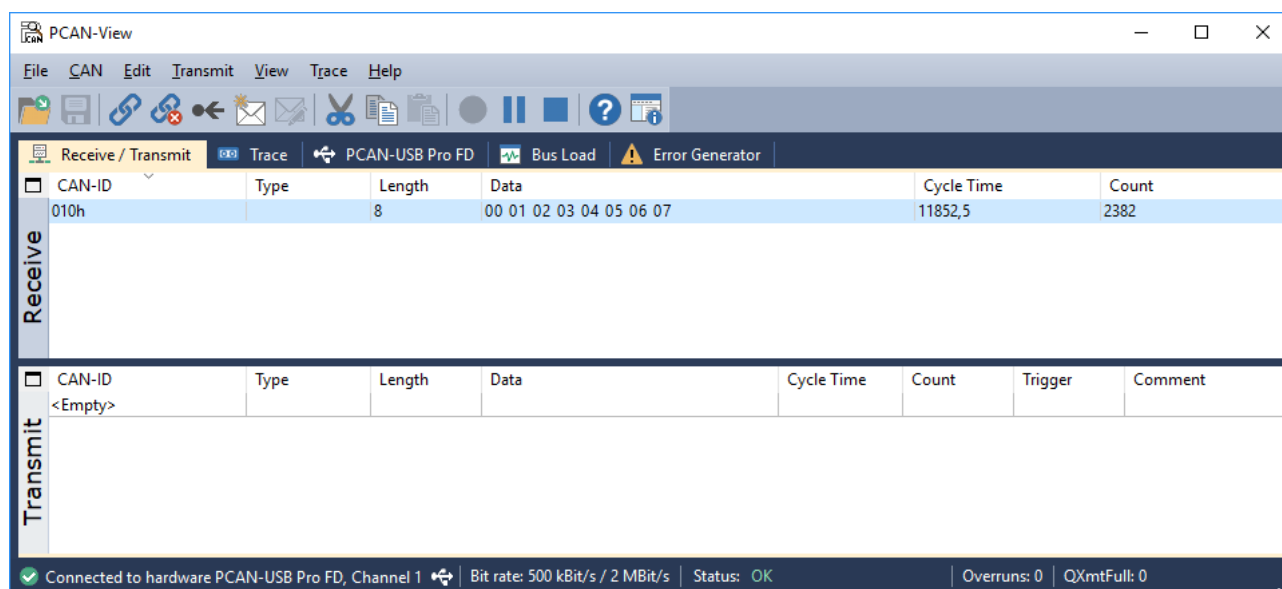 PCAN-View
File CAN Edit Transmit View Trace Help
Receive / Transmit Trace PCAN-USB Pro FD Bus Load Error Generator
CAN-ID Type Length Data Cycle Time Count
010h 8 00 01 02 03 04 05 06 07 11852,5 2382
Receive
CAN-ID Type Length Data Cycle Time Count Trigger Comment
<Empty>
Transmit
Connected to hardware PCAN-USB Pro FD, Channel 1 Bit rate: 500 kBit/s / 2 MBit/s Status: OK Overruns: 0 QXmtFull: 0